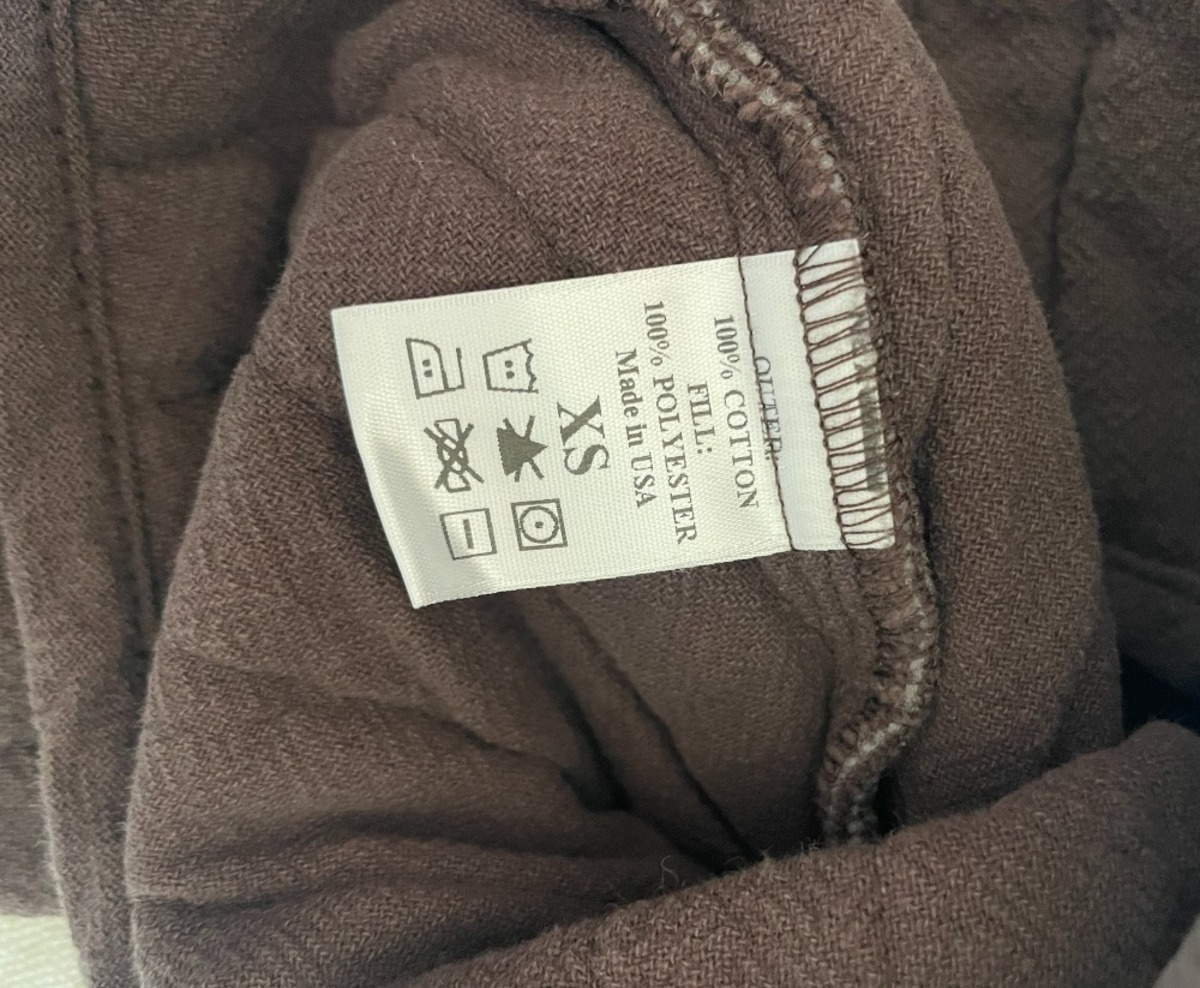 OUTER:
100% COTTON
FILL:
100% POLYESTER
Made in USA
XS